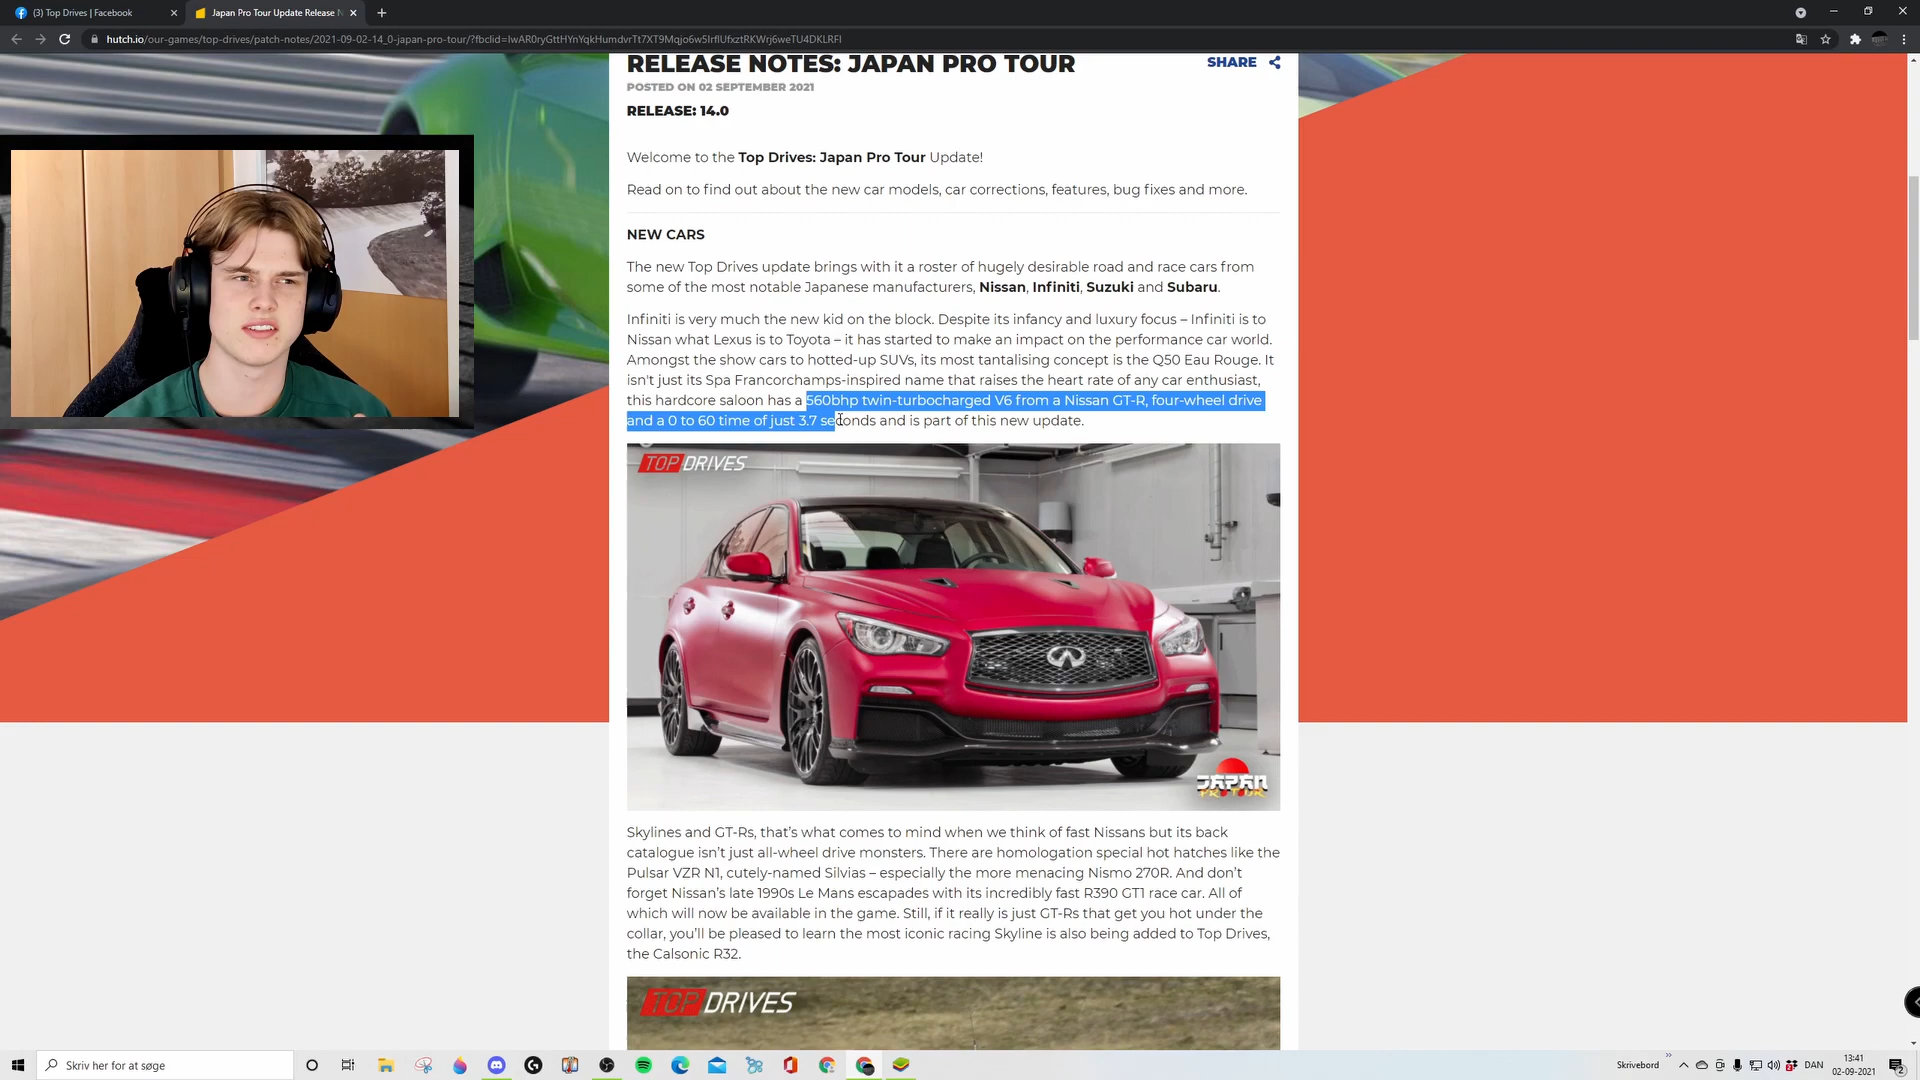 (3) Top Drives | Facebook
Japan Pro Tour Update Release N
hutch.io/our-games/top-drives/patch-notes/2021-09-02-14_0-japan-pro-tour/?fbclid=
RELEASE NOTES: JAPAN PRO TOUR
SHARE
POSTED ON 02 SEPTEMBER 2021
RELEASE: 14.0
Welcome to the Top Drives: Japan Pro Tour Update!
Read on to find out about the new car models, car corrections, features, bug fixes and more.
NEW CARS
The new Top Drives update brings with it a roster of hugely desirable road and race cars from
some of the most notable Japanese manufacturers, Nissan, Infiniti, Suzuki and Subaru.
Infiniti is very much the new kid on the block. Despite its infancy and luxury focus – Infiniti is to
Nissan what Lexus is to Toyota – it has started to make an impact on the performance car world.
Amongst the show cars to hotted-up SUVs, its most tantalising concept is the Q50 Eau Rouge. It
isn't just its Spa Francorchamps-inspired name that raises the heart rate of any car enthusiast,
this hardcore saloon has a 560bhp twin-turbocharged V6 from a Nissan GT-R, four-wheel drive
and a 0 to 60 time of just 3.7 seconds and is part of this new update.
TOP DRIVES
JAPAN
PRO TOUR
Skylines and GT-Rs, that's what comes to mind when we think of fast Nissans but its back
catalogue isn't just all-wheel drive monsters. There are homologation special hot hatches like the
Pulsar VZR N1, cutely-named Silvias – especially the more menacing Nismo 270R. And don't
forget Nissan's late 1990s Le Mans escapades with its incredibly fast R390 GT1 race car. All of
which will now be available in the game. Still, if it really is just GT-Rs that get you hot under the
collar, you'll be pleased to learn the most iconic racing Skyline is also being added to Top Drives,
the Calsonic R32.
TOP DRIVES
Skriv her for at søge
Skrivebord
DAN
13:41
02-09-2021